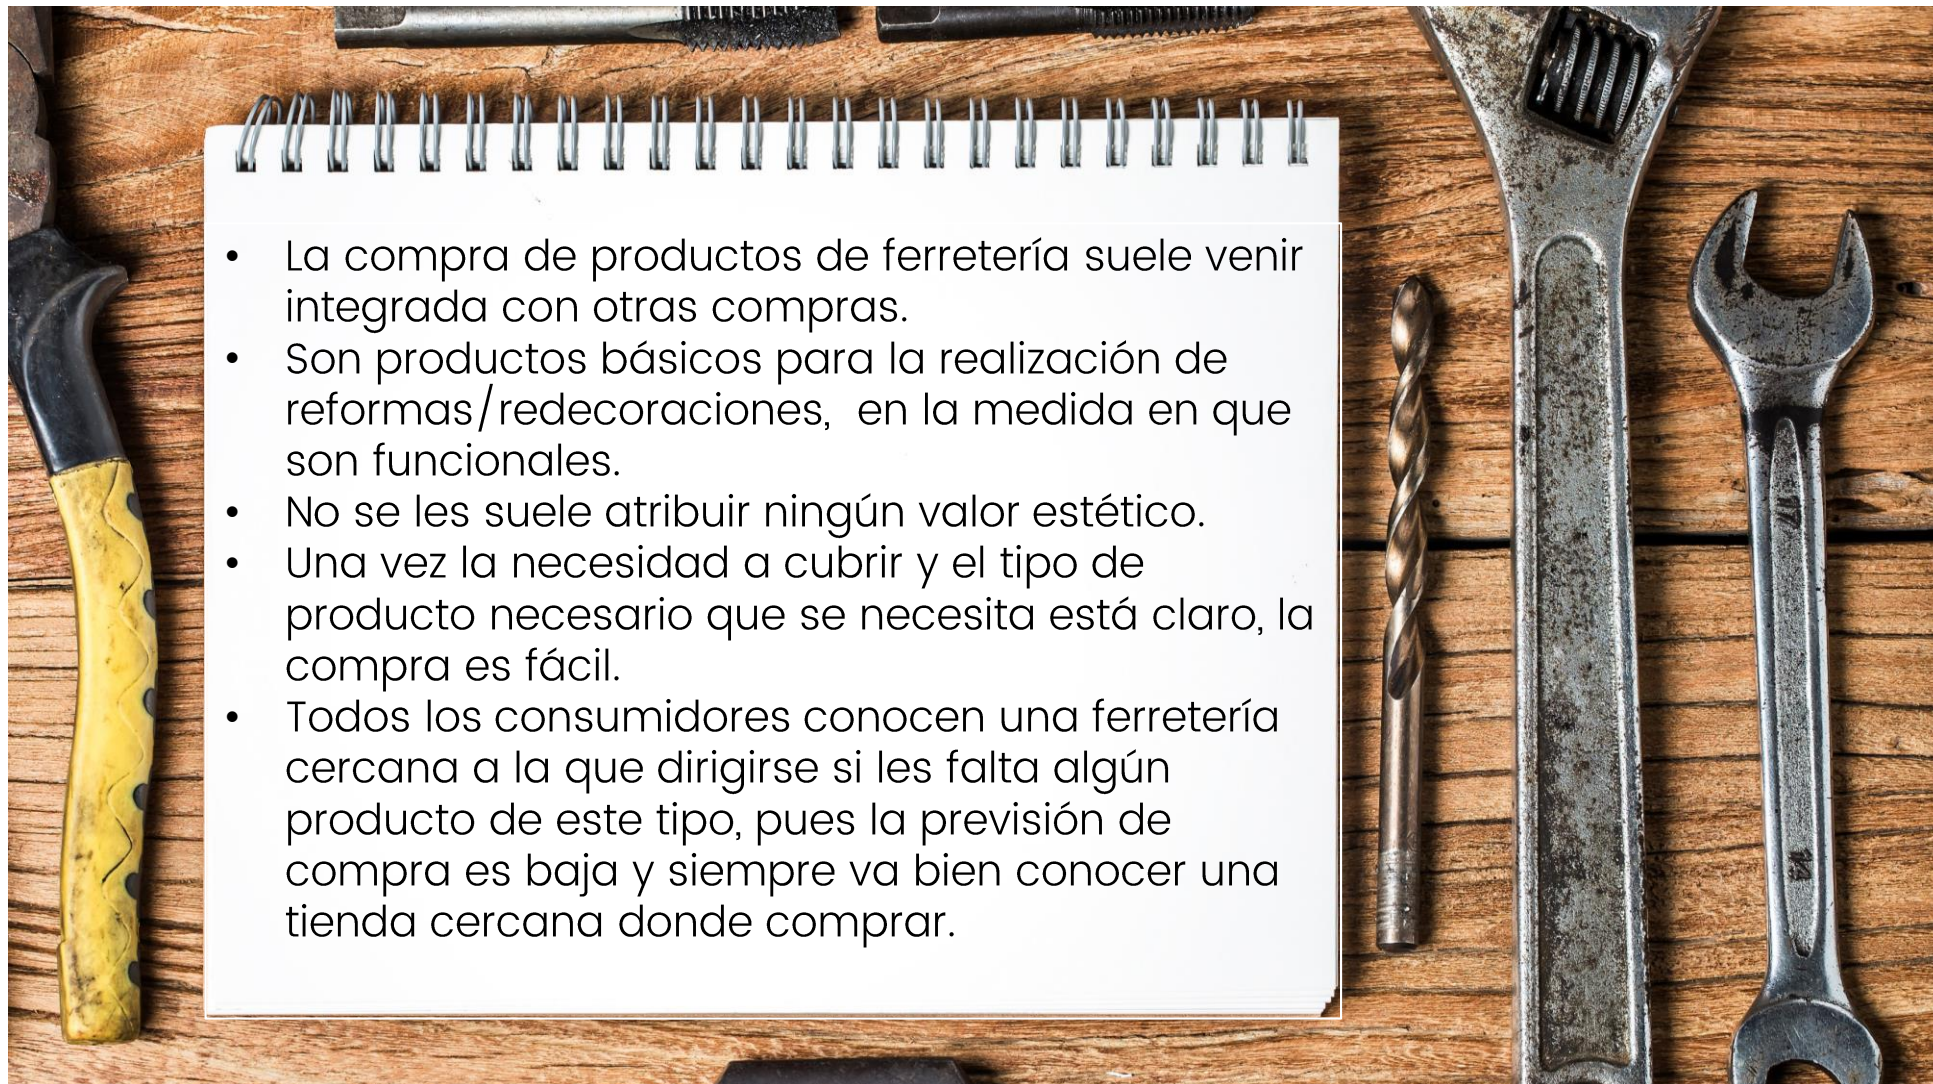 • La compra de productos de ferretería suele venir
integrada con otras compras.
• Son productos básicos para la realización de
reformas/redecoraciones,  en la medida en que
son funcionales.
• No se les suele atribuir ningún valor estético.
• Una vez la necesidad a cubrir y el tipo de
producto necesario que se necesita está claro, la
compra es fácil.
• Todos los consumidores conocen una ferretería
cercana a la que dirigirse si les falta algún
producto de este tipo, pues la previsión de
compra es baja y siempre va bien conocer una
tienda cercana donde comprar.
17
14